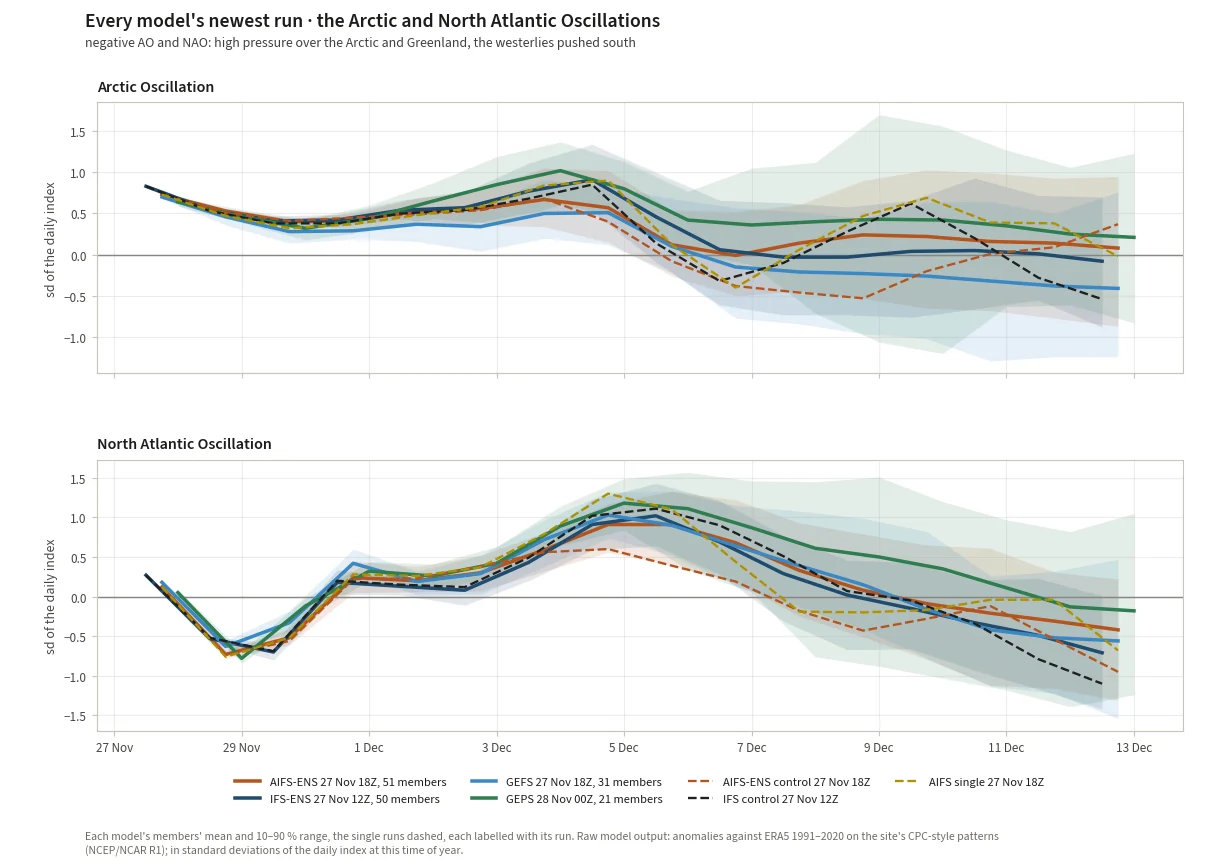 Every model's newest run · the Arctic and North Atlantic Oscillations
negative AO and NAO: high pressure over the Arctic and Greenland, the westerlies pushed south
Arctic Oscillation
sd of the daily index
1.5
1.0
0.5
0.0
−0.5
−1.0
North Atlantic Oscillation
sd of the daily index
1.5
1.0
0.5
0.0
−0.5
−1.0
−1.5
27 Nov 29 Nov 1 Dec 3 Dec 5 Dec 7 Dec 9 Dec 11 Dec 13 Dec
AIFS-ENS 27 Nov 18Z, 51 members GEFS 27 Nov 18Z, 31 members AIFS-ENS control 27 Nov 18Z AIFS single 27 Nov 18Z
IFS-ENS 27 Nov 12Z, 50 members GEPS 28 Nov 00Z, 21 members IFS control 27 Nov 12Z
Each model's members' mean and 10–90 % range, the single runs dashed, each labelled with its run. Raw model output: anomalies against ERA5 1991–2020 on the site's CPC-style patterns
(NCEP/NCAR R1); in standard deviations of the daily index at this time of year.